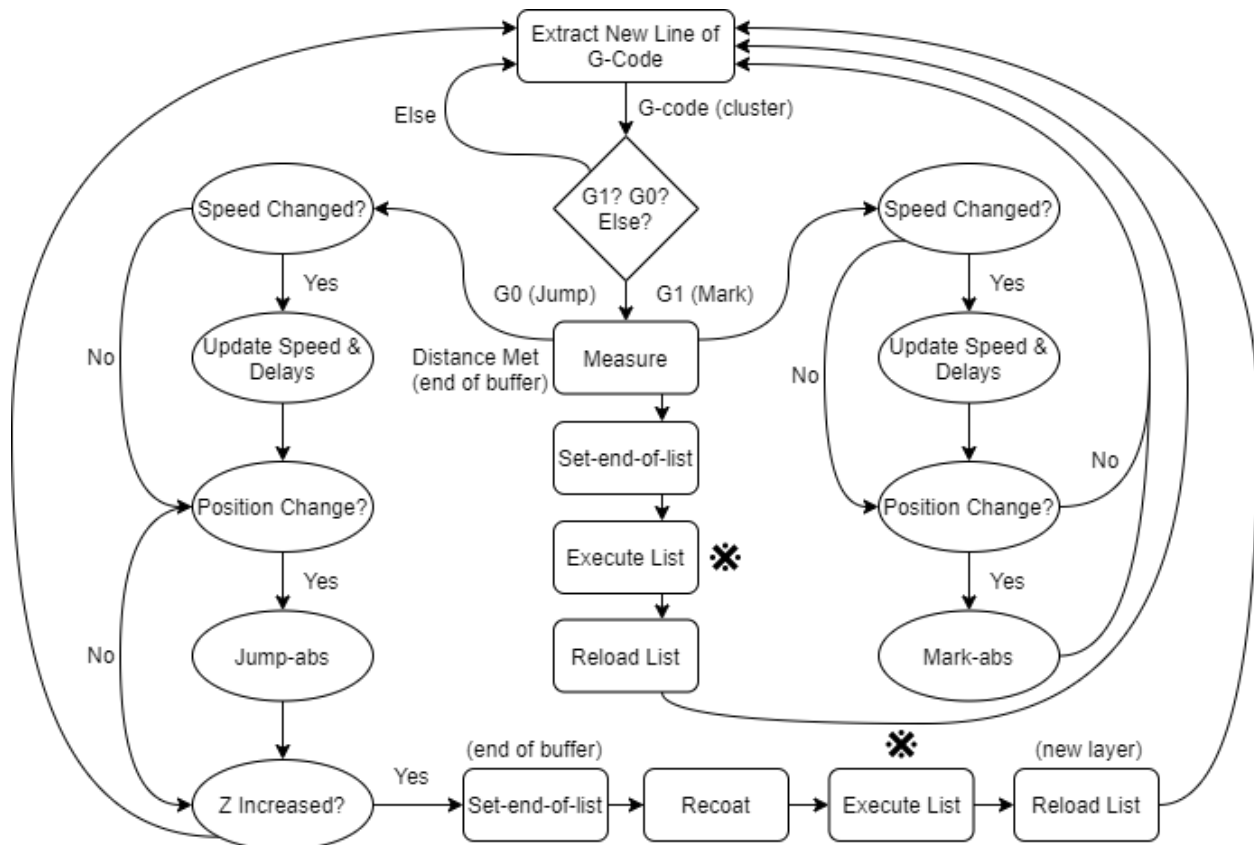 Extract New Line of
G-Code
G-code (cluster)
Else
G1? G0?
Else?
Speed Changed?
Yes
G0 (Jump)
G1 (Mark)
Speed Changed?
Yes
No
Update Speed &
Delays
Distance Met
(end of buffer)
Measure
No
Update Speed &
Delays
Set-end-of-list
No
Position Change?
Position Change?
Yes
Execute List
※
Yes
No
Jump-abs
Reload List
Mark-abs
(end of buffer)
※
(new layer)
Z Increased?
Yes
Set-end-of-list
Recoat
Execute List
Reload List